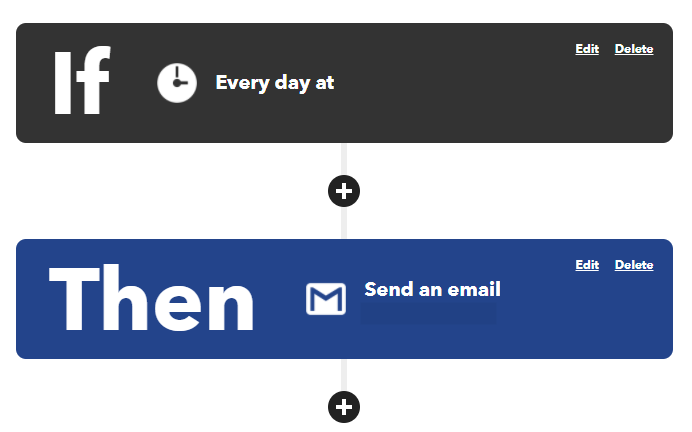 If
Every day at
Edit Delete
Then
Send an email
Edit Delete